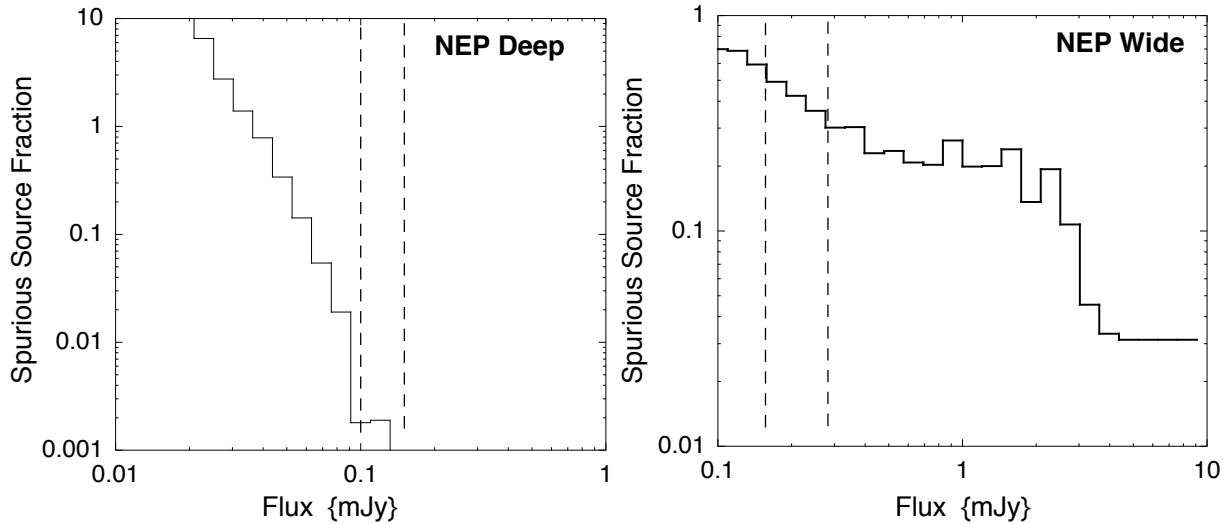 NEP Deep
Spurious Source Fraction
10
1
0.1
0.01
0.001
0.01
0.1
1
Flux {mJy}
NEP Wide
Spurious Source Fraction
1
0.1
0.01
0.1
1
10
Flux {mJy}